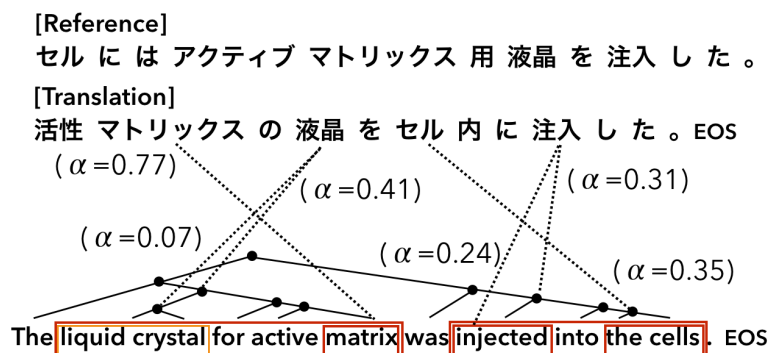 [Reference]
セル に は アクティブ マトリックス 用 液晶 を 注入 し た 。
[Translation]
活性 マトリックス の 液晶 を セル 内 に 注入 し た 。 EOS
(α=0.77)
(α=0.41)
(α=0.31)
(α=0.07)
(α=0.24)
(α=0.35)
The liquid crystal for active matrix was injected into the cells . EOS